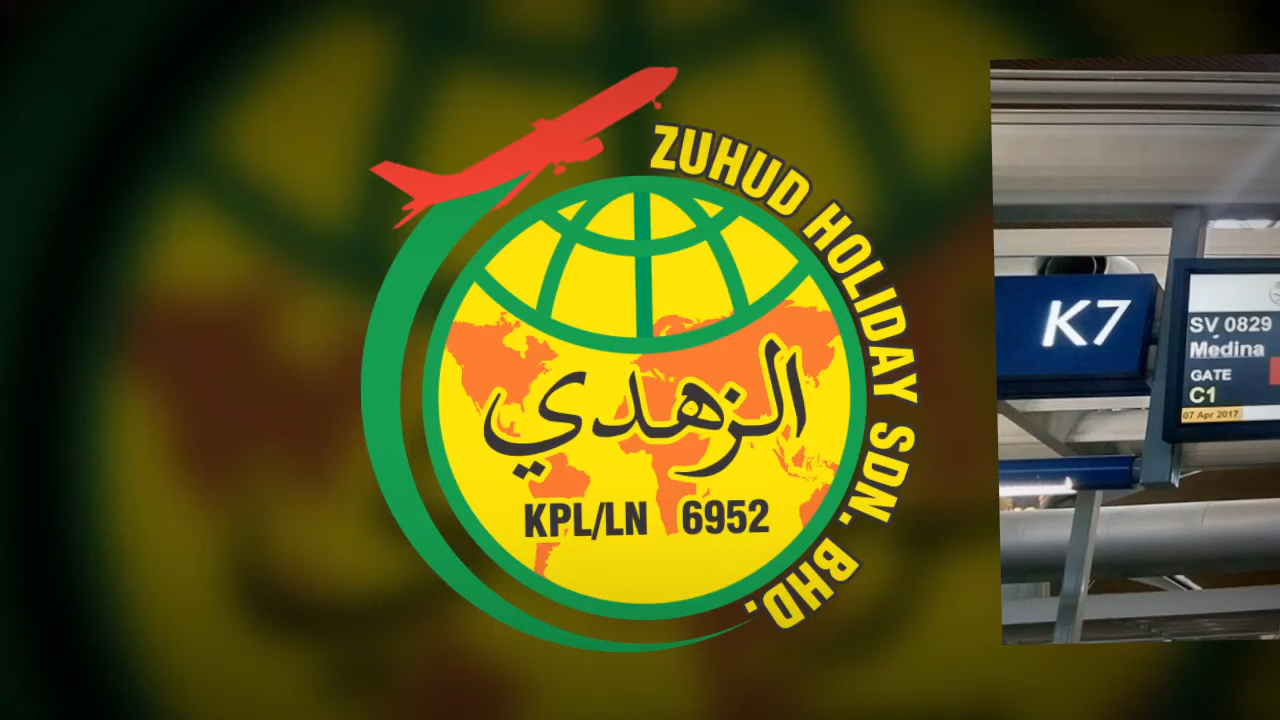 ZUHUD HOLIDAY SDN. BHD.
الزهدي
KPL/LN 6952
K7
SV 0829
Medina
GATE
C1
07 Apr 2017